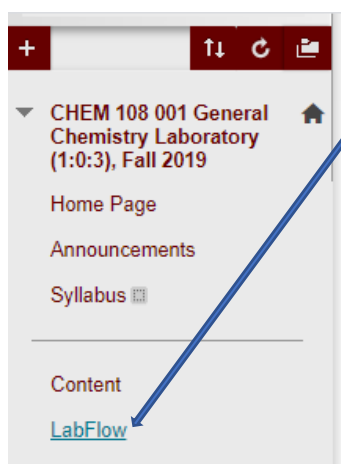 CHEM 108 001 General
Chemistry Laboratory
(1:0:3), Fall 2019
Home Page
Announcements
Syllabus
Content
LabFlow